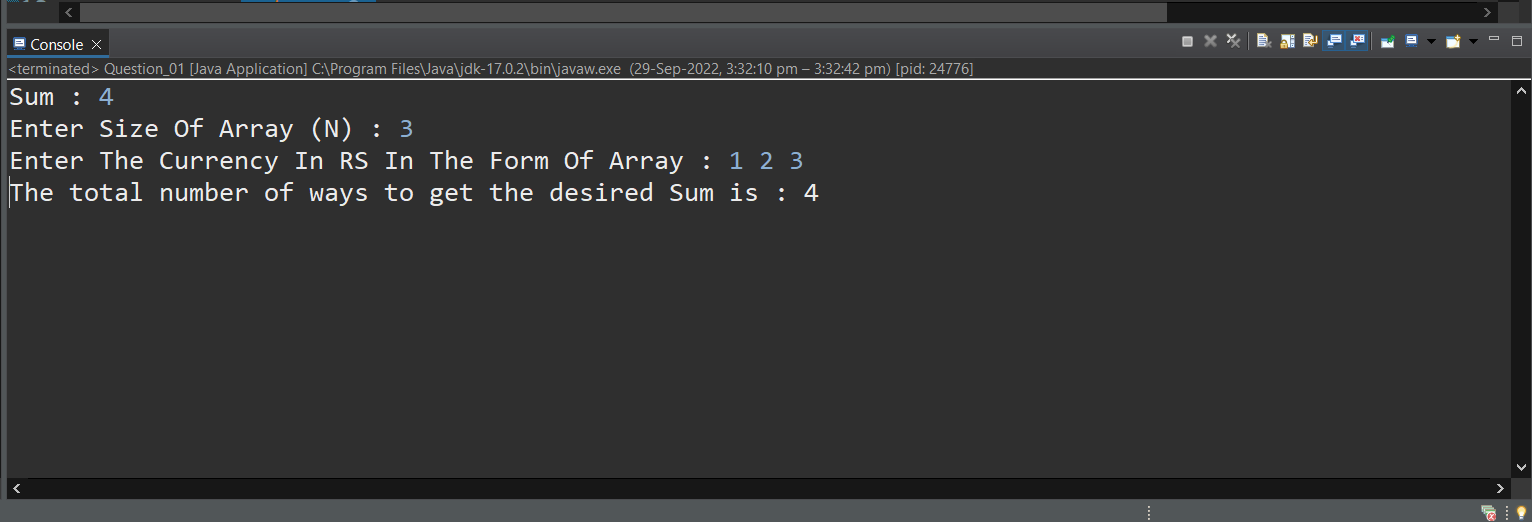 Console
<terminated> Question_01 [Java Application] C:\Program Files\Java\jdk-17.0.2\bin\javaw.exe (29-Sep-2022, 3:32:10 pm – 3:32:42 pm) [pid: 24776]
Sum : 4
Enter Size Of Array (N) : 3
Enter The Currency In RS In The Form Of Array : 1 2 3
The total number of ways to get the desired Sum is : 4